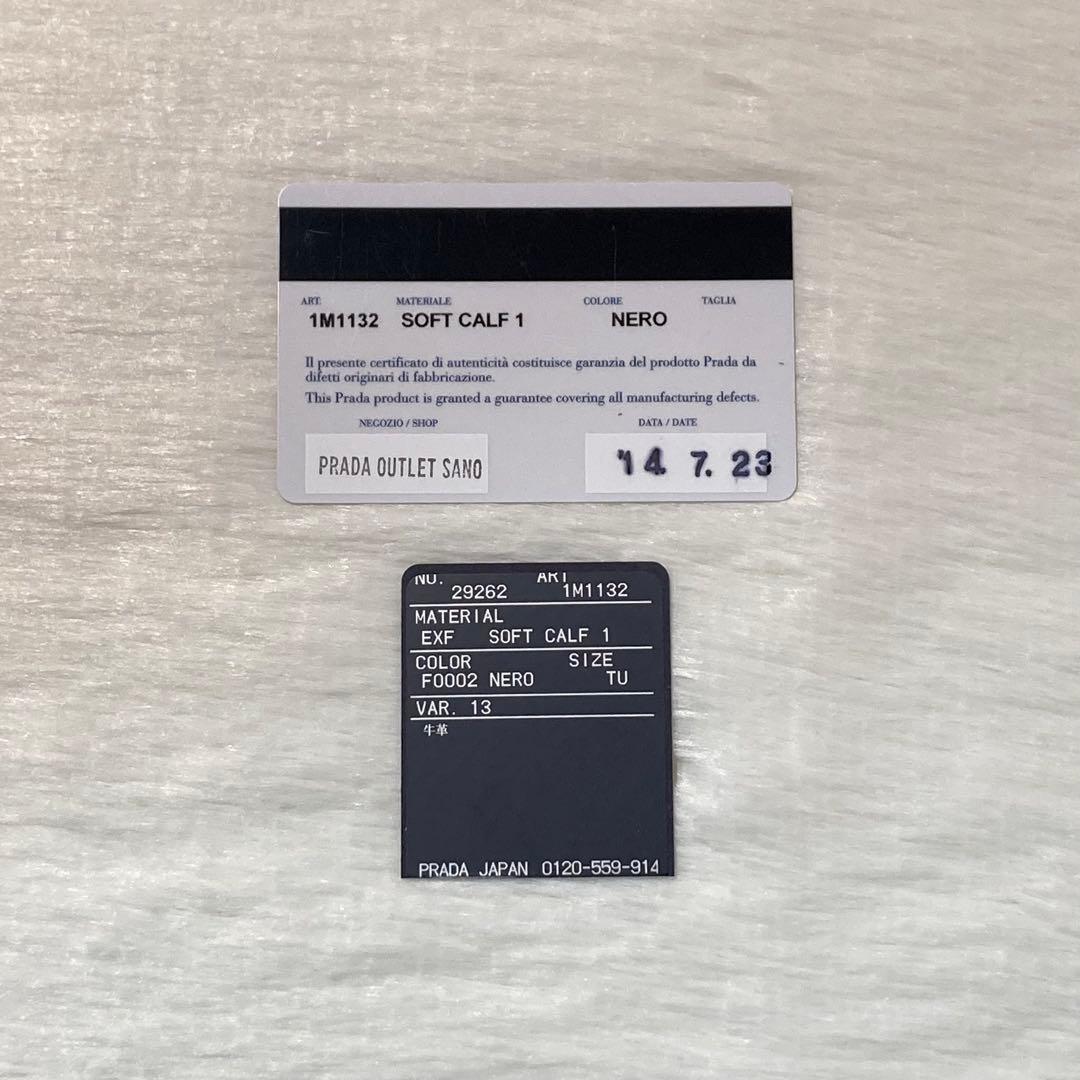 ART. MATERIALE COLORE TAGLIA
1M1132 SOFT CALF 1 NERO
Il presente certificato di autenticità costituisce garanzia del prodotto Prada da
difetti originari di fabbricazione.
This Prada product is granted a guarantee covering all manufacturing defects.
NEGOZIO / SHOP DATA / DATE
PRADA OUTLET SANO '14. 7. 23
NO. ART
29262 1M1132
MATERIAL
EXF SOFT CALF 1
COLOR SIZE
F0002 NERO TU
VAR. 13
牛革
PRADA JAPAN 0120-559-914